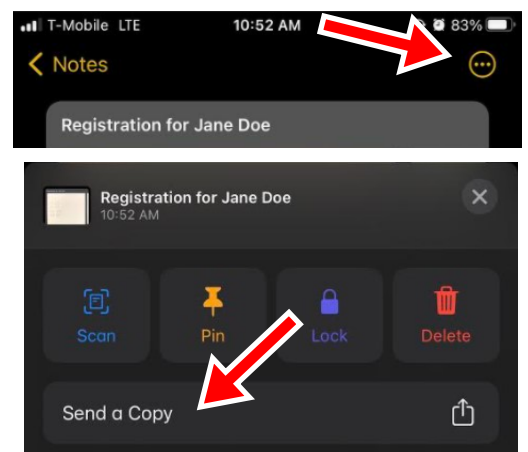 T-Mobile LTE 10:52 AM 83%
Notes
Registration for Jane Doe
Registration for Jane Doe
10:52 AM
Scan Pin Lock Delete
Send a Copy